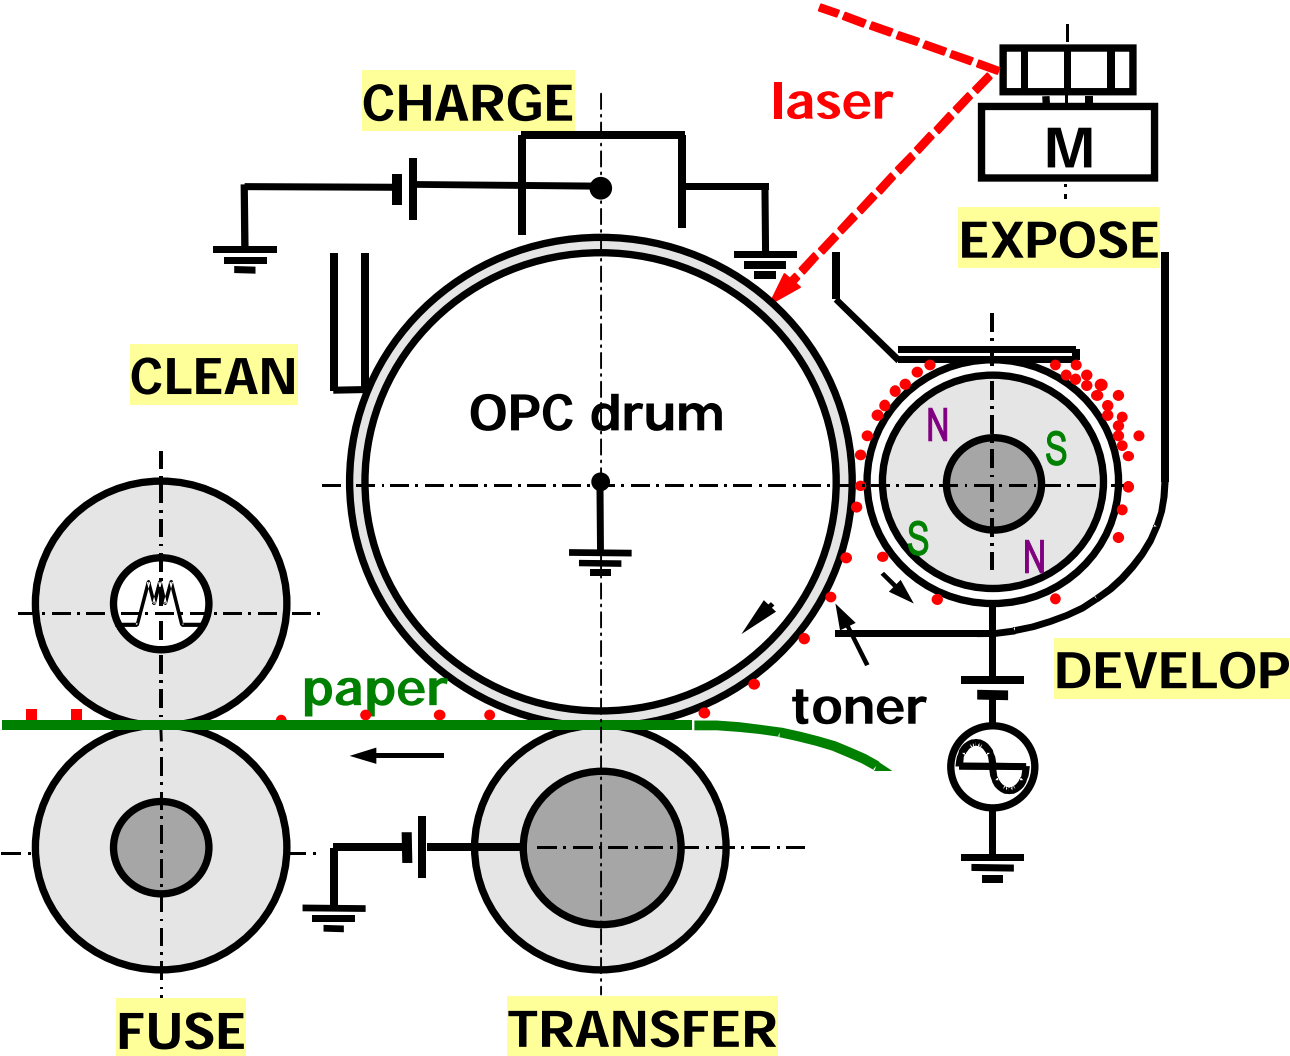 CHARGE
laser
M
EXPOSE
CLEAN
OPC drum
N
S
S
N
paper
toner
DEVELOP
FUSE
TRANSFER